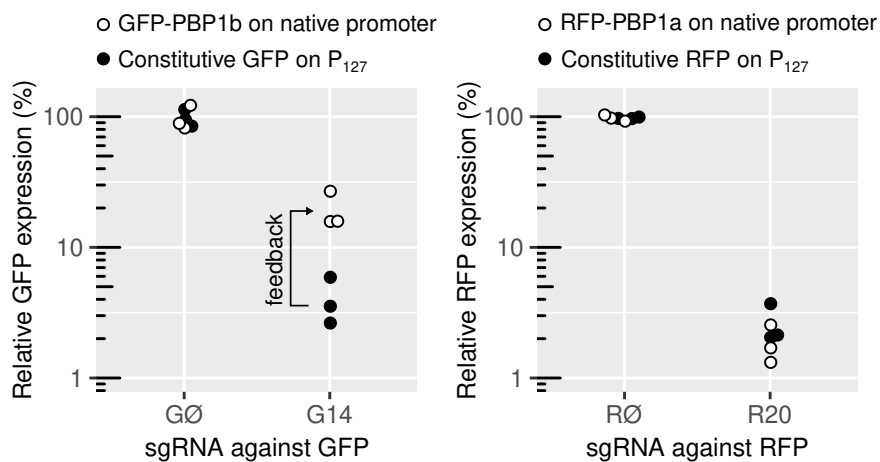 GFP-PBP1b on native promoter
Constitutive GFP on P127
Relative GFP expression (%)
100
10
1
feedback
GØ G14
sgRNA against GFP
RFP-PBP1a on native promoter
Constitutive RFP on P127
Relative RFP expression (%)
100
10
1
RØ R20
sgRNA against RFP